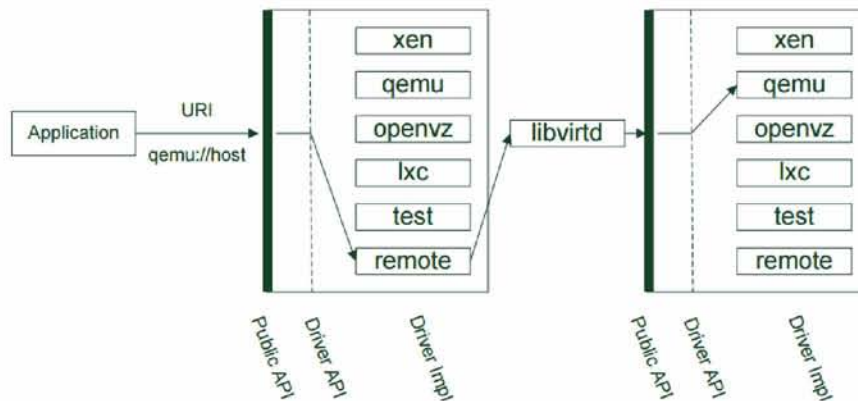 Application
URI
qemu://host
xen
qemu
openvz
lxc
test
remote
Public API
Driver API
Driver Impl
libvirtd
xen
qemu
openvz
lxc
test
remote
Public API
Driver API
Driver Impl